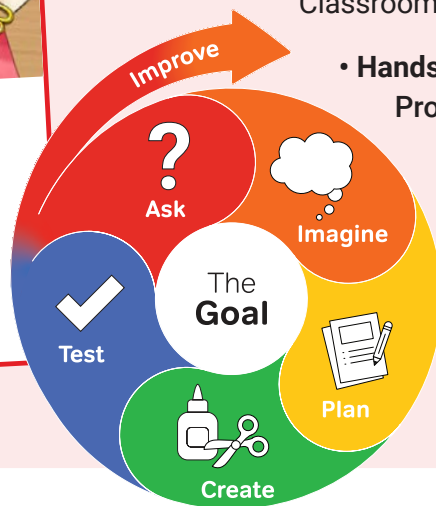 Classroom
• Hands
Pro
Improve
Ask
Imagine
The
Goal
Test
Plan
Create